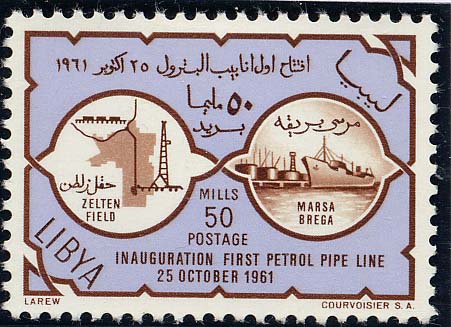 افتتاح اول انابيب البترول ٢٥ اكتوبر ١٩٦١
ليبيا
٥٠ مليما
بريد
حقل زلطن
ZELTEN
FIELD
مرسى بريقه
MARSA
BREGA
MILLS
50
POSTAGE
LIBYA
INAUGURATION FIRST PETROL PIPE LINE
25 OCTOBER 1961
LAREW
COURVOISIER S.A.